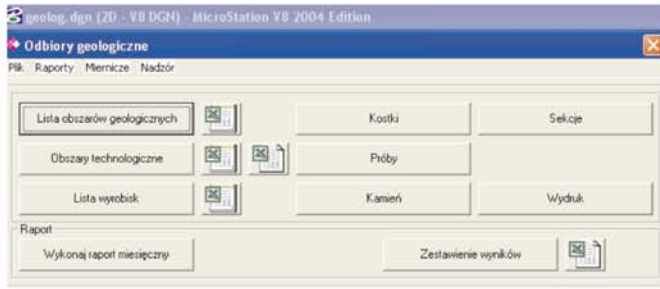 geolog.dgn (2D - V8 DGN) - MicroStation V8 2004 Edition
Odbiory geologiczne
Plik Raporty Miernicze Nadzór
Lista obszarów geologicznych Kostki Sekcje
Obszary technologiczne Próby
Lista wyrobisk Kamień Wydruk
Raport
Wykonaj raport miesięczny Zestawienie wyników